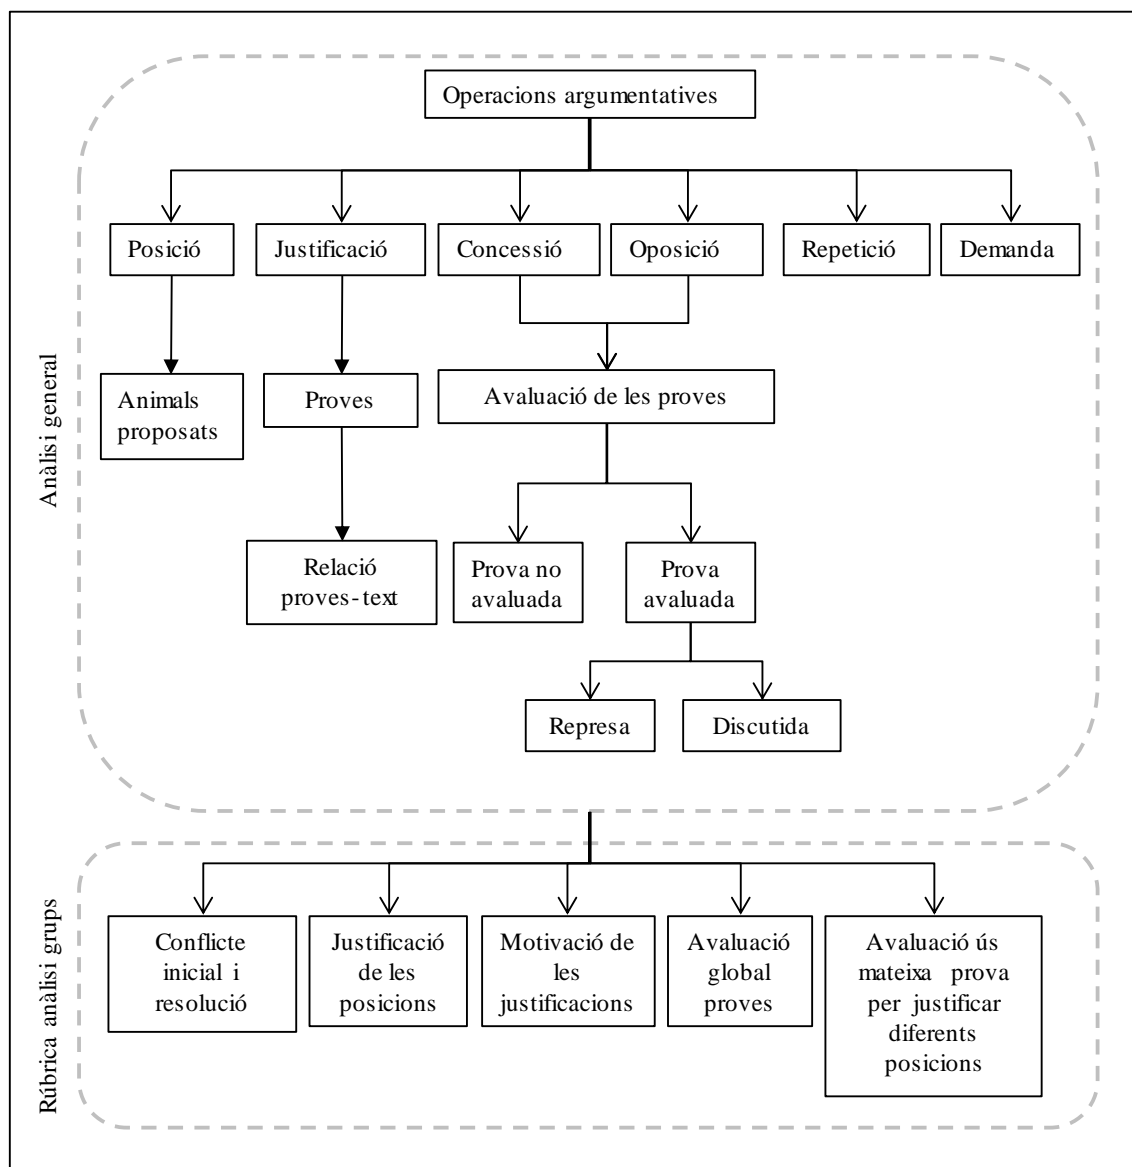 Operacions argumentatives
Posició
Justificació
Concessió
Oposició
Repetició
Demanda
Anàlisi general
Animals
proposats
Proves
Avaluació de les proves
Relació
proves-text
Prova no
avaluada
Prova
avaluada
Represa
Discutida
Rúbrica anàlisi grups
Conflicte
inicial i
resolució
Justificació
de les
posicions
Motivació de
les
justificacions
Avaluació
global
proves
Avaluació ús
mateixa prova
per justificar
diferents
posicions